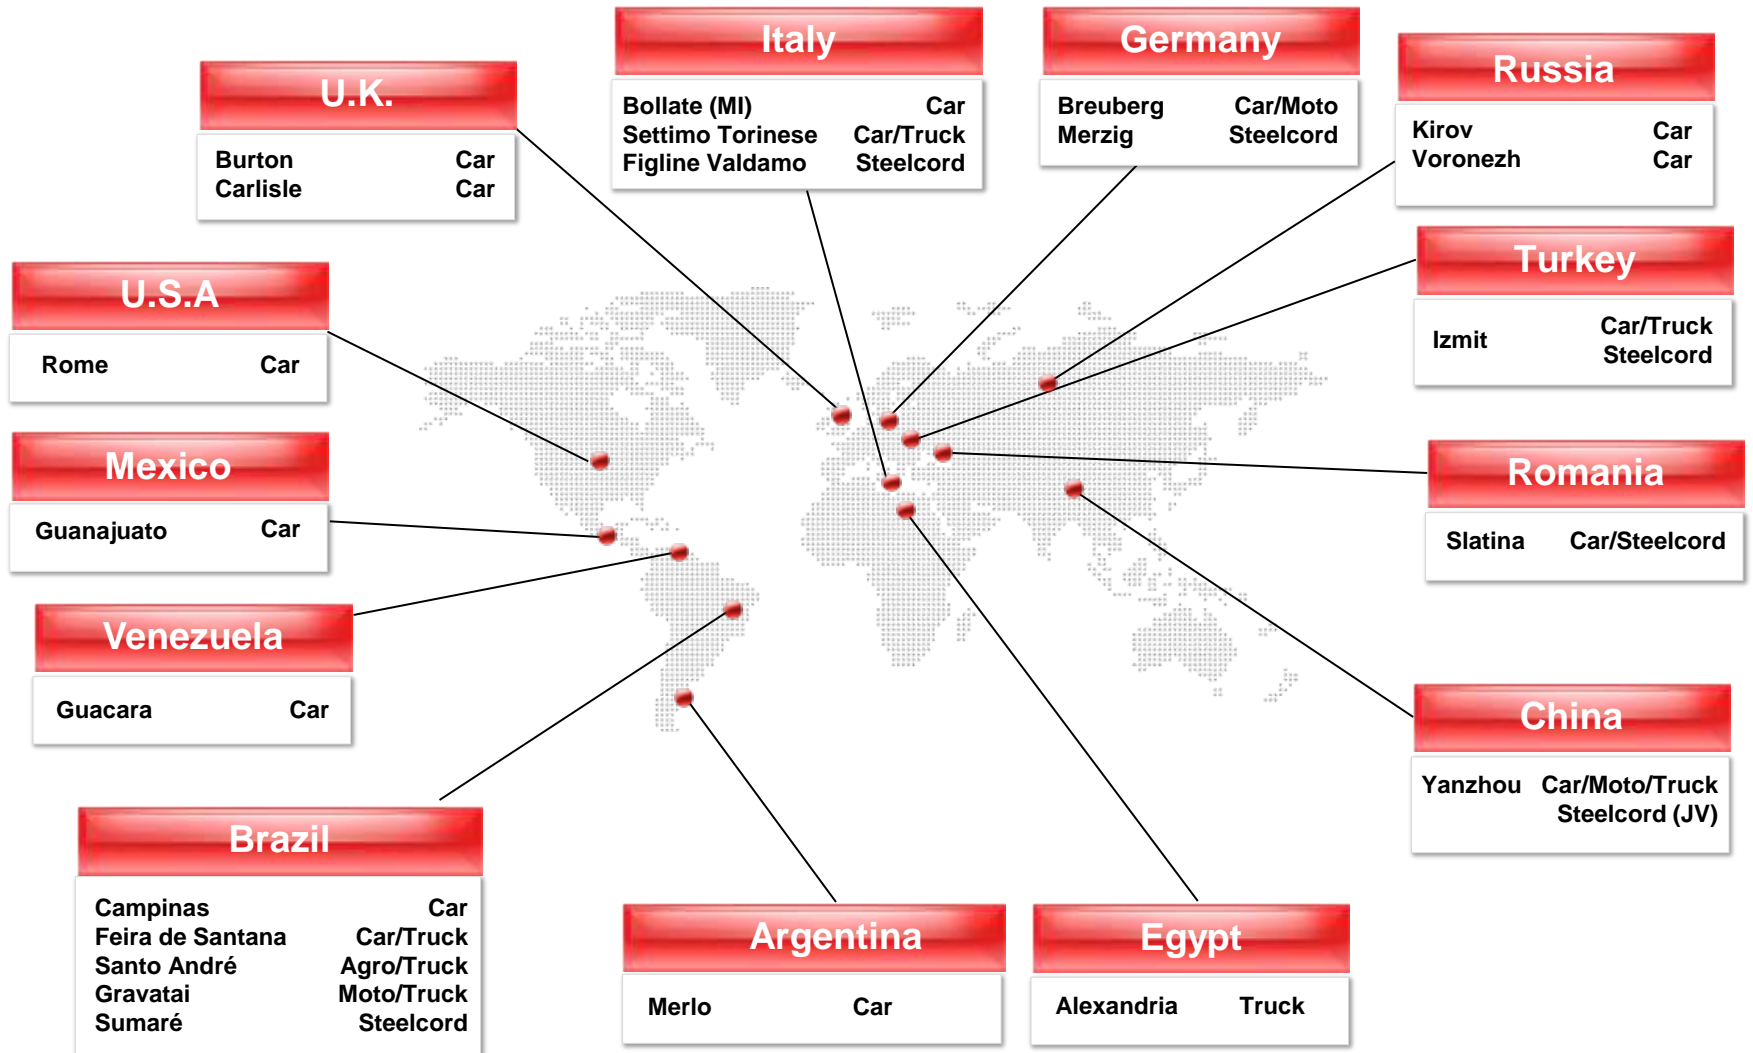 Italy
Bollate (MI) Car
Settimo Torinese Car/Truck
Figline Valdamo Steelcord
Germany
Breuberg Car/Moto
Merzig Steelcord
U.K.
Burton Car
Carlisle Car
Russia
Kirov Car
Voronezh Car
U.S.A
Rome Car
Turkey
Izmit Car/Truck
Steelcord
Mexico
Guanajuato Car
Romania
Slatina Car/Steelcord
Venezuela
Guacara Car
China
Yanzhou Car/Moto/Truck
Steelcord (JV)
Brazil
Campinas Car
Feira de Santana Car/Truck
Santo André Agro/Truck
Gravatai Moto/Truck
Sumaré Steelcord
Argentina
Merlo Car
Egypt
Alexandria Truck